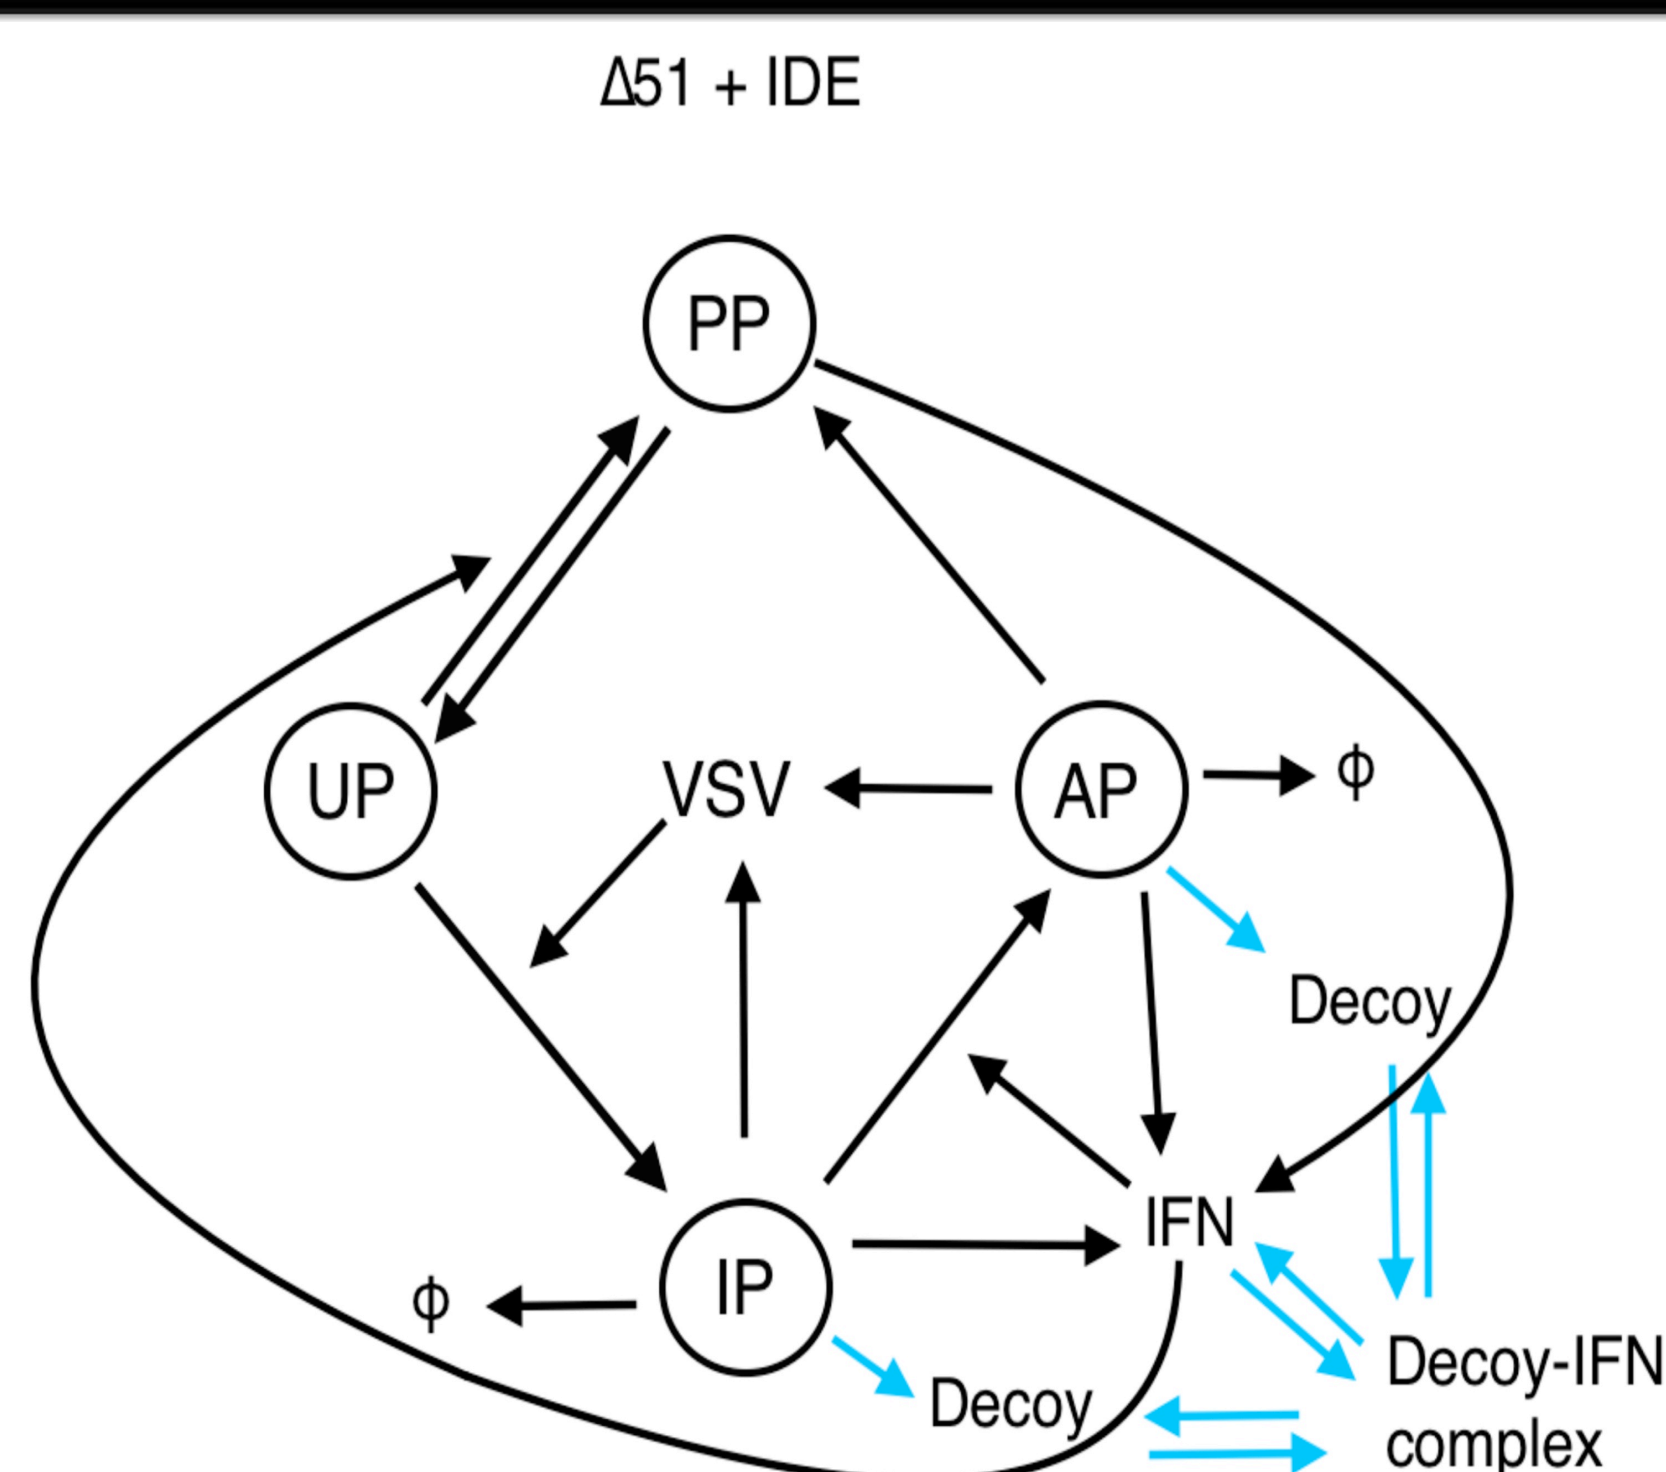 Δ51 + IDE
PP
UP
VSV
AP
ϕ
Decoy
IFN
IP
ϕ
Decoy
Decoy-IFN
complex